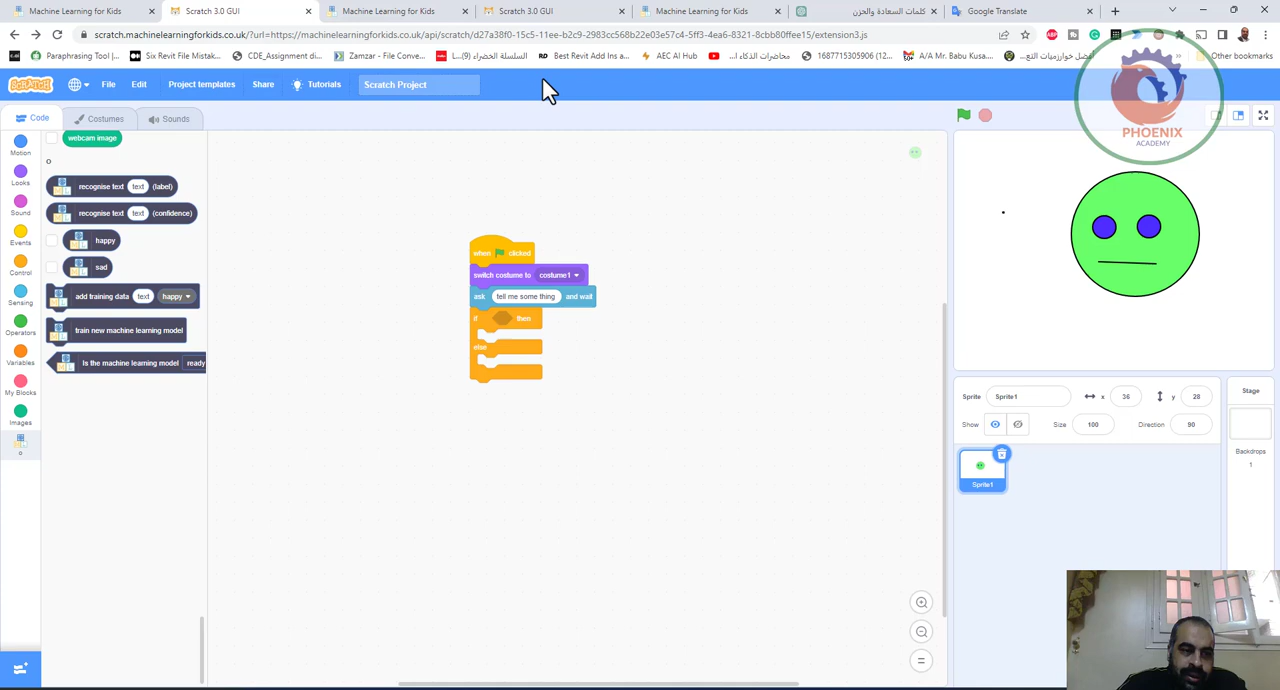 Machine Learning for Kids
Scratch 3.0 GUI
Machine Learning for Kids
Scratch 3.0 GUI
Machine Learning for Kids
كلمات السعادة والحزن
Google Translate
scratch.machinelearningforkids.co.uk/?url=https://machinelearningforkids.co.uk/api/scratch/d27a38f0-15c5-11ee-b2c9-2983cc568b22e03e57c4-5ff3-4ea6-8321-8cbb80ffee15/extension3.js
Paraphrasing Tool |...
Six Revit File Mistak...
CDE_Assignment di...
Zamzar - File Conve...
السلسلة الخضراء (9)...
Best Revit Add Ins a...
AEC AI Hub
محاضرات الذكاء ا...
1687715305906 (12...
A/A Mr. Babu Kusa...
أفضل خوارزميات التع...
Other bookmarks
SCRATCH
File
Edit
Project templates
Share
Tutorials
Scratch Project
PHOENIX
ACADEMY
Code
Costumes
Sounds
Motion
Looks
Sound
Events
Control
Sensing
Operators
Variables
My Blocks
Images
o
webcam image
o
recognise text text (label)
recognise text text (confidence)
happy
sad
add training data text happy
train new machine learning model
Is the machine learning model ready
when clicked
switch costume to costume1
ask tell me some thing and wait
if then
else
Sprite Sprite1 x 36 y 28
Show Size 100 Direction 90
Sprite1
Stage
Backdrops
1